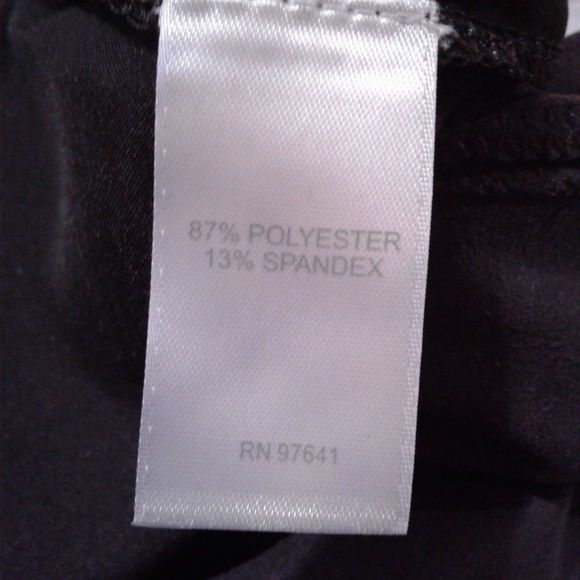 87% POLYESTER
13% SPANDEX
RN 97641